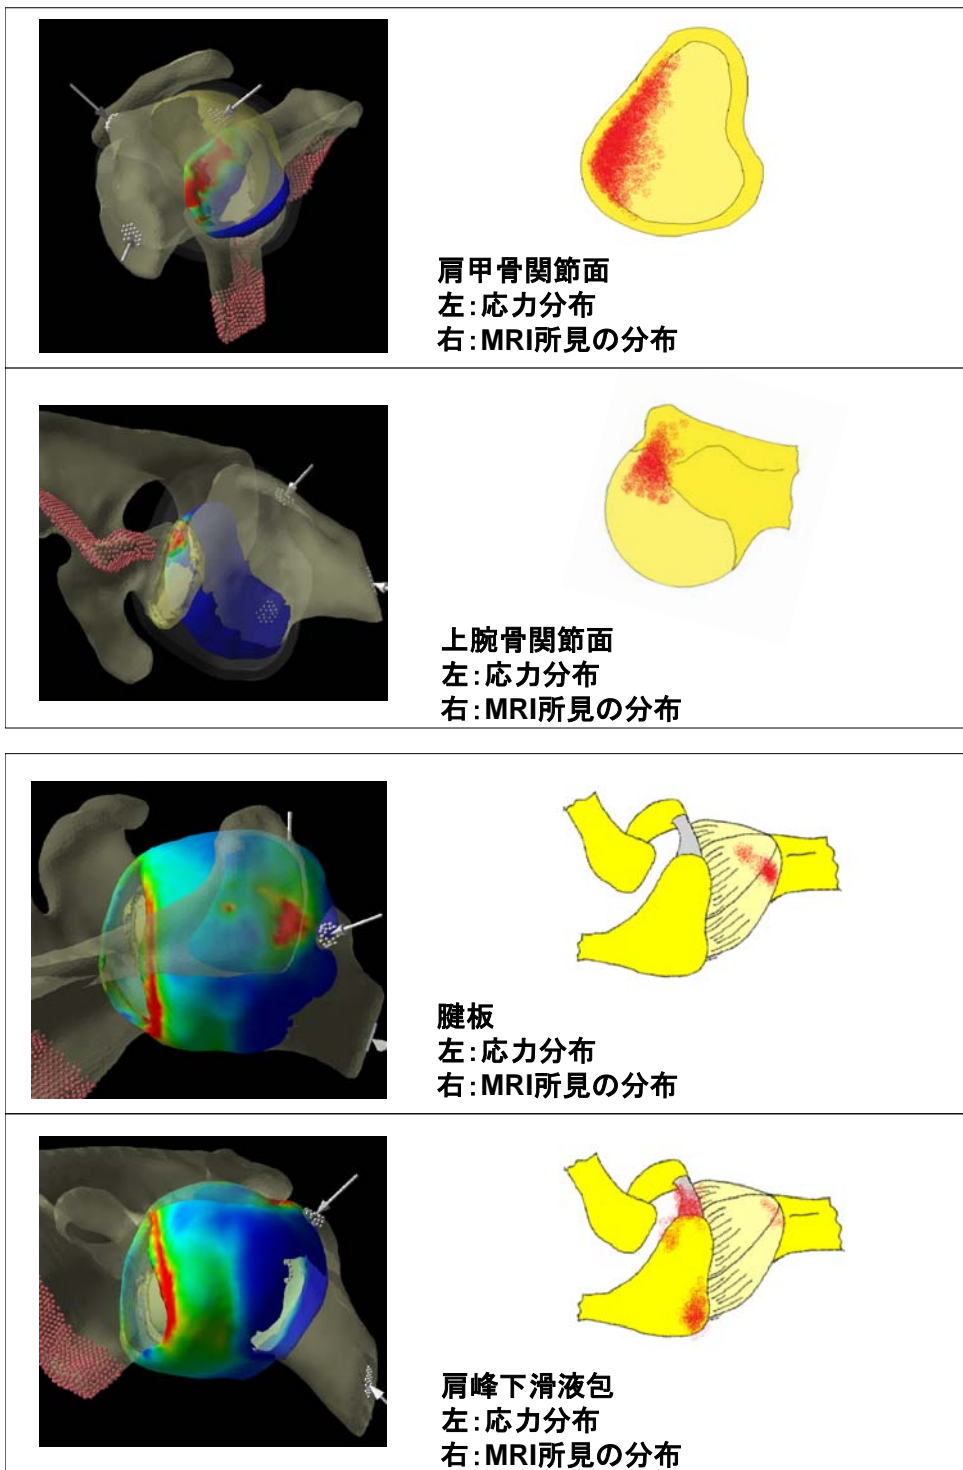 肩甲骨関節面
左：応力分布
右：MRI所見の分布
上腕骨関節面
左：応力分布
右：MRI所見の分布
腱板
左：応力分布
右：MRI所見の分布
肩峰下滑液包
左：応力分布
右：MRI所見の分布